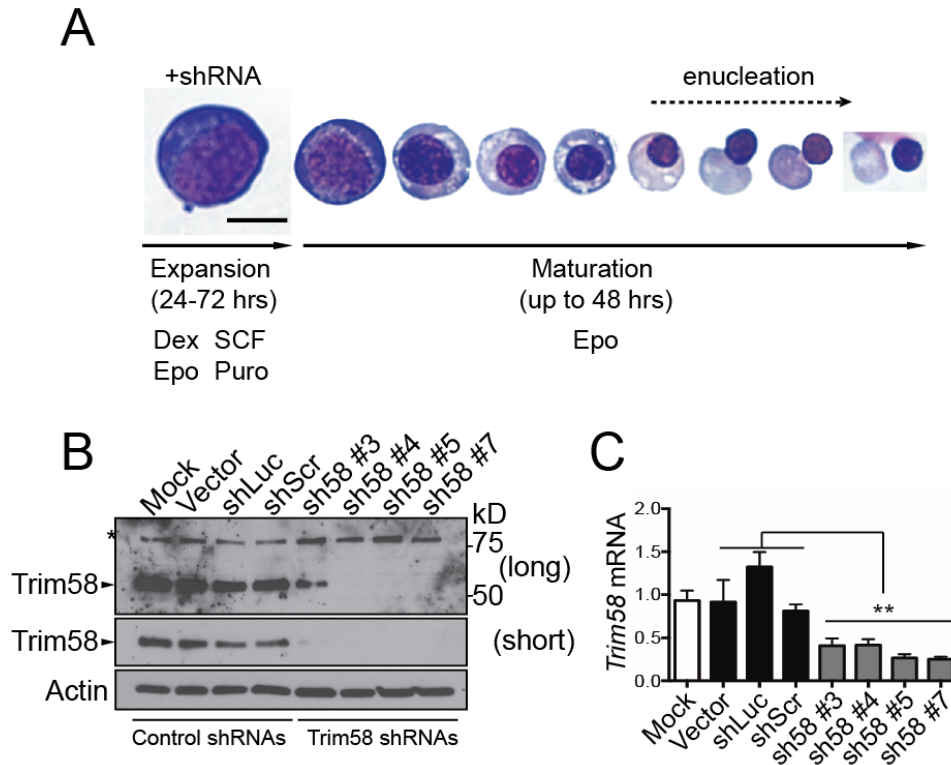 A
+shRNA
enucleation
Expansion
(24-72 hrs)
Dex SCF
Epo Puro
Maturation
(up to 48 hrs)
Epo
B
Mock
Vector
shLuc
shScr
sh58 #3
sh58 #4
sh58 #5
sh58 #7
kD
*
75
(long)
Trim58
50
Trim58
(short)
Actin
Control shRNAs
Trim58 shRNAs
C
Trim58 mRNA
2.0
1.5
1.0
0.5
0.0
**
Mock
Vector
shLuc
shScr
sh58 #3
sh58 #4
sh58 #5
sh58 #7